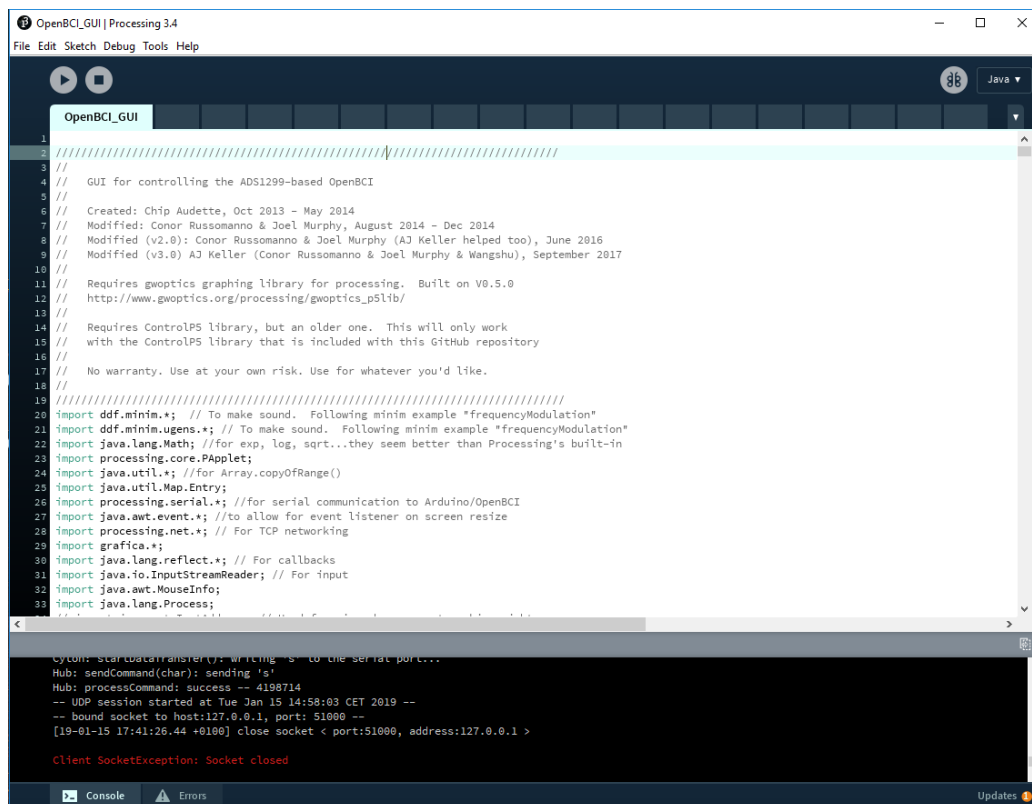 OpenBCI_GUI | Processing 3.4
File Edit Sketch Debug Tools Help
Java ▾
OpenBCI_GUI
1
2 ///////////////////////////////////////////////////////////////////////////////
3 //
4 //   GUI for controlling the ADS1299-based OpenBCI
5 //
6 //   Created: Chip Audette, Oct 2013 - May 2014
7 //   Modified: Conor Russomanno & Joel Murphy, August 2014 - Dec 2014
8 //   Modified (v2.0): Conor Russomanno & Joel Murphy (AJ Keller helped too), June 2016
9 //   Modified (v3.0) AJ Keller (Conor Russomanno & Joel Murphy & Wangshu), September 2017
10 //
11 //   Requires gwoptics graphing library for processing.  Built on V0.5.0
12 //   http://www.gwoptics.org/processing/gwoptics_p5lib/
13 //
14 //   Requires ControlP5 library, but an older one.  This will only work
15 //   with the ControlP5 library that is included with this GitHub repository
16 //
17 //   No warranty. Use at your own risk. Use for whatever you'd like.
18 //
19 ////////////////////////////////////////////////////////////////////////////////
20 import ddf.minim.*;  // To make sound.  Following minim example "frequencyModulation"
21 import ddf.minim.ugens.*; // To make sound.  Following minim example "frequencyModulation"
22 import java.lang.Math; //for exp, log, sqrt...they seem better than Processing's built-in
23 import processing.core.PApplet;
24 import java.util.*; //for Array.copyOfRange()
25 import java.util.Map.Entry;
26 import processing.serial.*; //for serial communication to Arduino/OpenBCI
27 import java.awt.event.*; //to allow for event listener on screen resize
28 import processing.net.*; // For TCP networking
29 import grafica.*;
30 import java.lang.reflect.*; // For callbacks
31 import java.io.InputStreamReader; // For input
32 import java.awt.MouseInfo;
33 import java.lang.Process;
Cyton: startDataTransfer(): writing 's' to the serial port...
Hub: sendCommand(char): sending 's'
Hub: processCommand: success -- 4198714
-- UDP session started at Tue Jan 15 14:58:03 CET 2019 --
-- bound socket to host:127.0.0.1, port: 51000 --
[19-01-15 17:41:26.44 +0100] close socket < port:51000, address:127.0.0.1 >
Client SocketException: Socket closed
Console Errors Updates 1